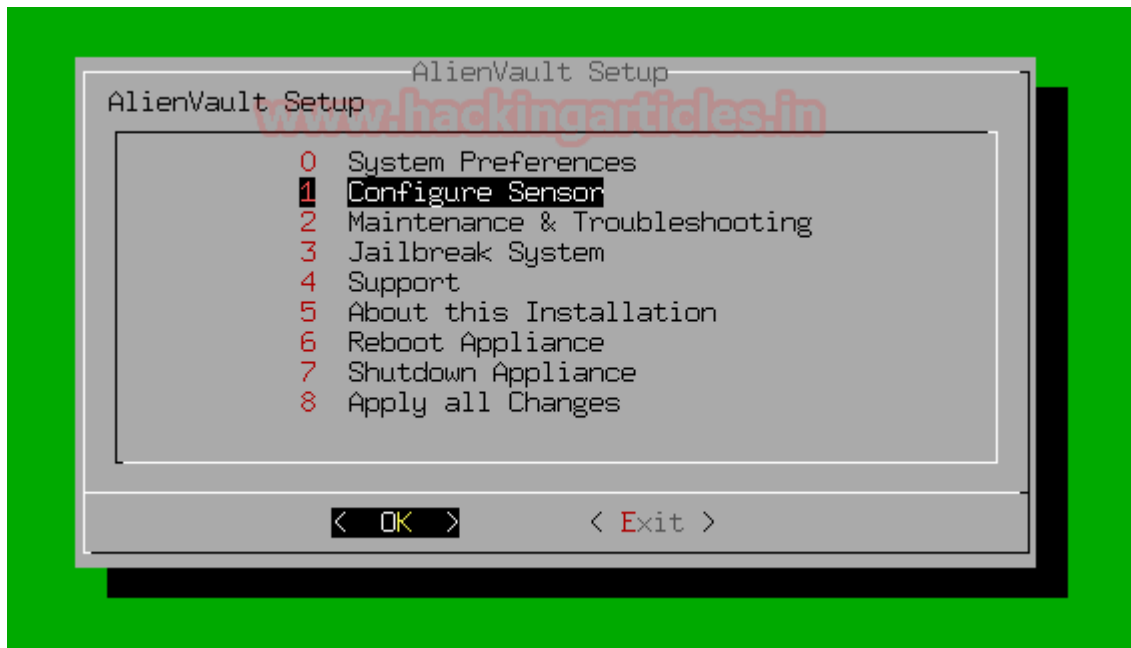 AlienVault Setup
AlienVault Setup
www.hackingarticles.in
0 System Preferences
1 Configure Sensor
2 Maintenance & Troubleshooting
3 Jailbreak System
4 Support
5 About this Installation
6 Reboot Appliance
7 Shutdown Appliance
8 Apply all Changes
< OK > < Exit >